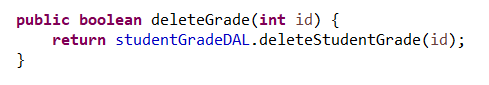 public boolean deleteGrade(int id) {
    return studentGradeDAL.deleteStudentGrade(id);
}